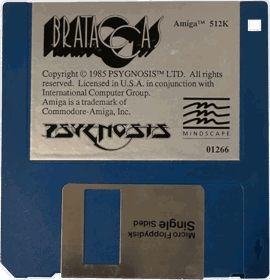 BRATACCAS
Amiga™ 512K
Copyright © 1985 PSYGNOSIS™ LTD. All rights
reserved. Licensed in U.S.A. in conjunction with
International Computer Group.
Amiga is a trademark of
Commodore-Amiga, Inc.
PSYGNOSIS
MINDSCAPE
01266
Micro Floppydisk
Single Sided